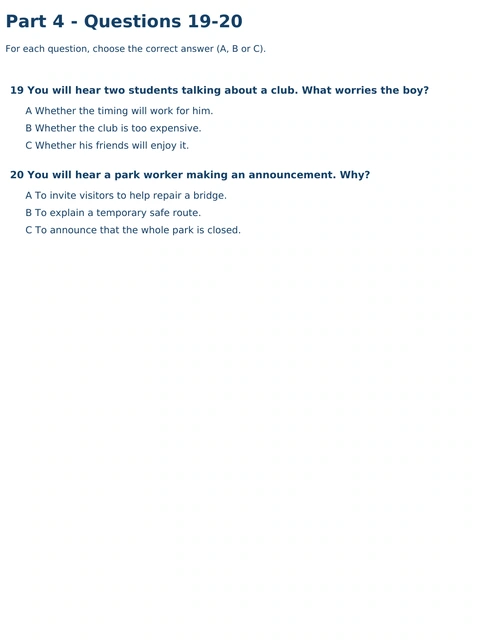 Part 4 - Questions 19-20
For each question, choose the correct answer (A, B or C).
19 You will hear two students talking about a club. What worries the boy?
A Whether the timing will work for him.
B Whether the club is too expensive.
C Whether his friends will enjoy it.
20 You will hear a park worker making an announcement. Why?
A To invite visitors to help repair a bridge.
B To explain a temporary safe route.
C To announce that the whole park is closed.